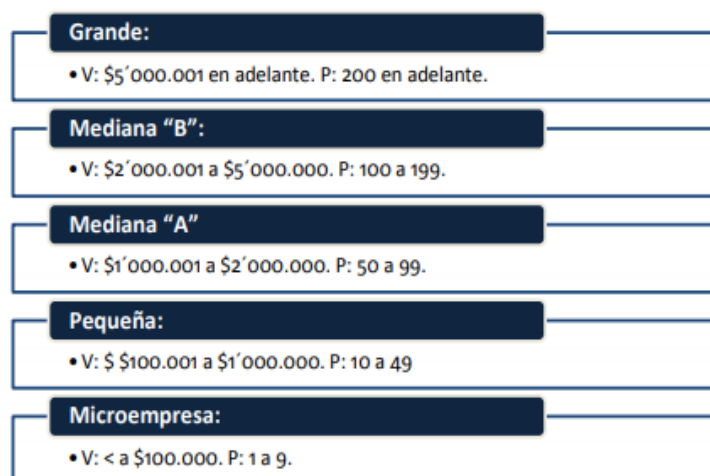 Grande:
• V: $5´000.001 en adelante. P: 200 en adelante.
Mediana “B”:
• V: $2´000.001 a $5´000.000. P: 100 a 199.
Mediana “A”
• V: $1´000.001 a $2´000.000. P: 50 a 99.
Pequeña:
• V: $ $100.001 a $1´000.000. P: 10 a 49
Microempresa:
• V: < a $100.000. P: 1 a 9.